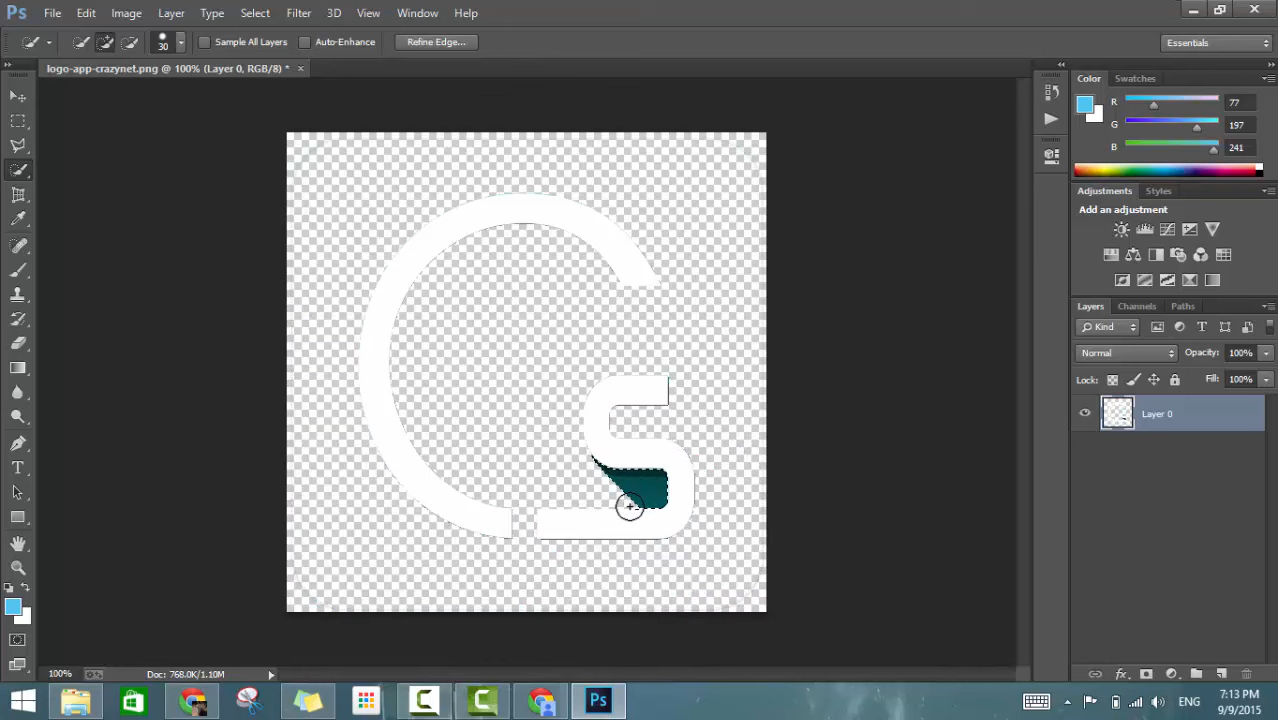 Ps File Edit Image Layer Type Select Filter 3D View Window Help
30 Sample All Layers Auto-Enhance Refine Edge... Essentials
logo-app-crazynet.png @ 100% (Layer 0, RGB/8) * ×
Color Swatches
R 77
G 197
B 241
Adjustments Styles
Add an adjustment
Layers Channels Paths
Kind
Normal Opacity: 100%
Lock: Fill: 100%
Layer 0
100% Doc: 768.0K/1.10M
Ps ENG 7:13 PM
9/9/2015